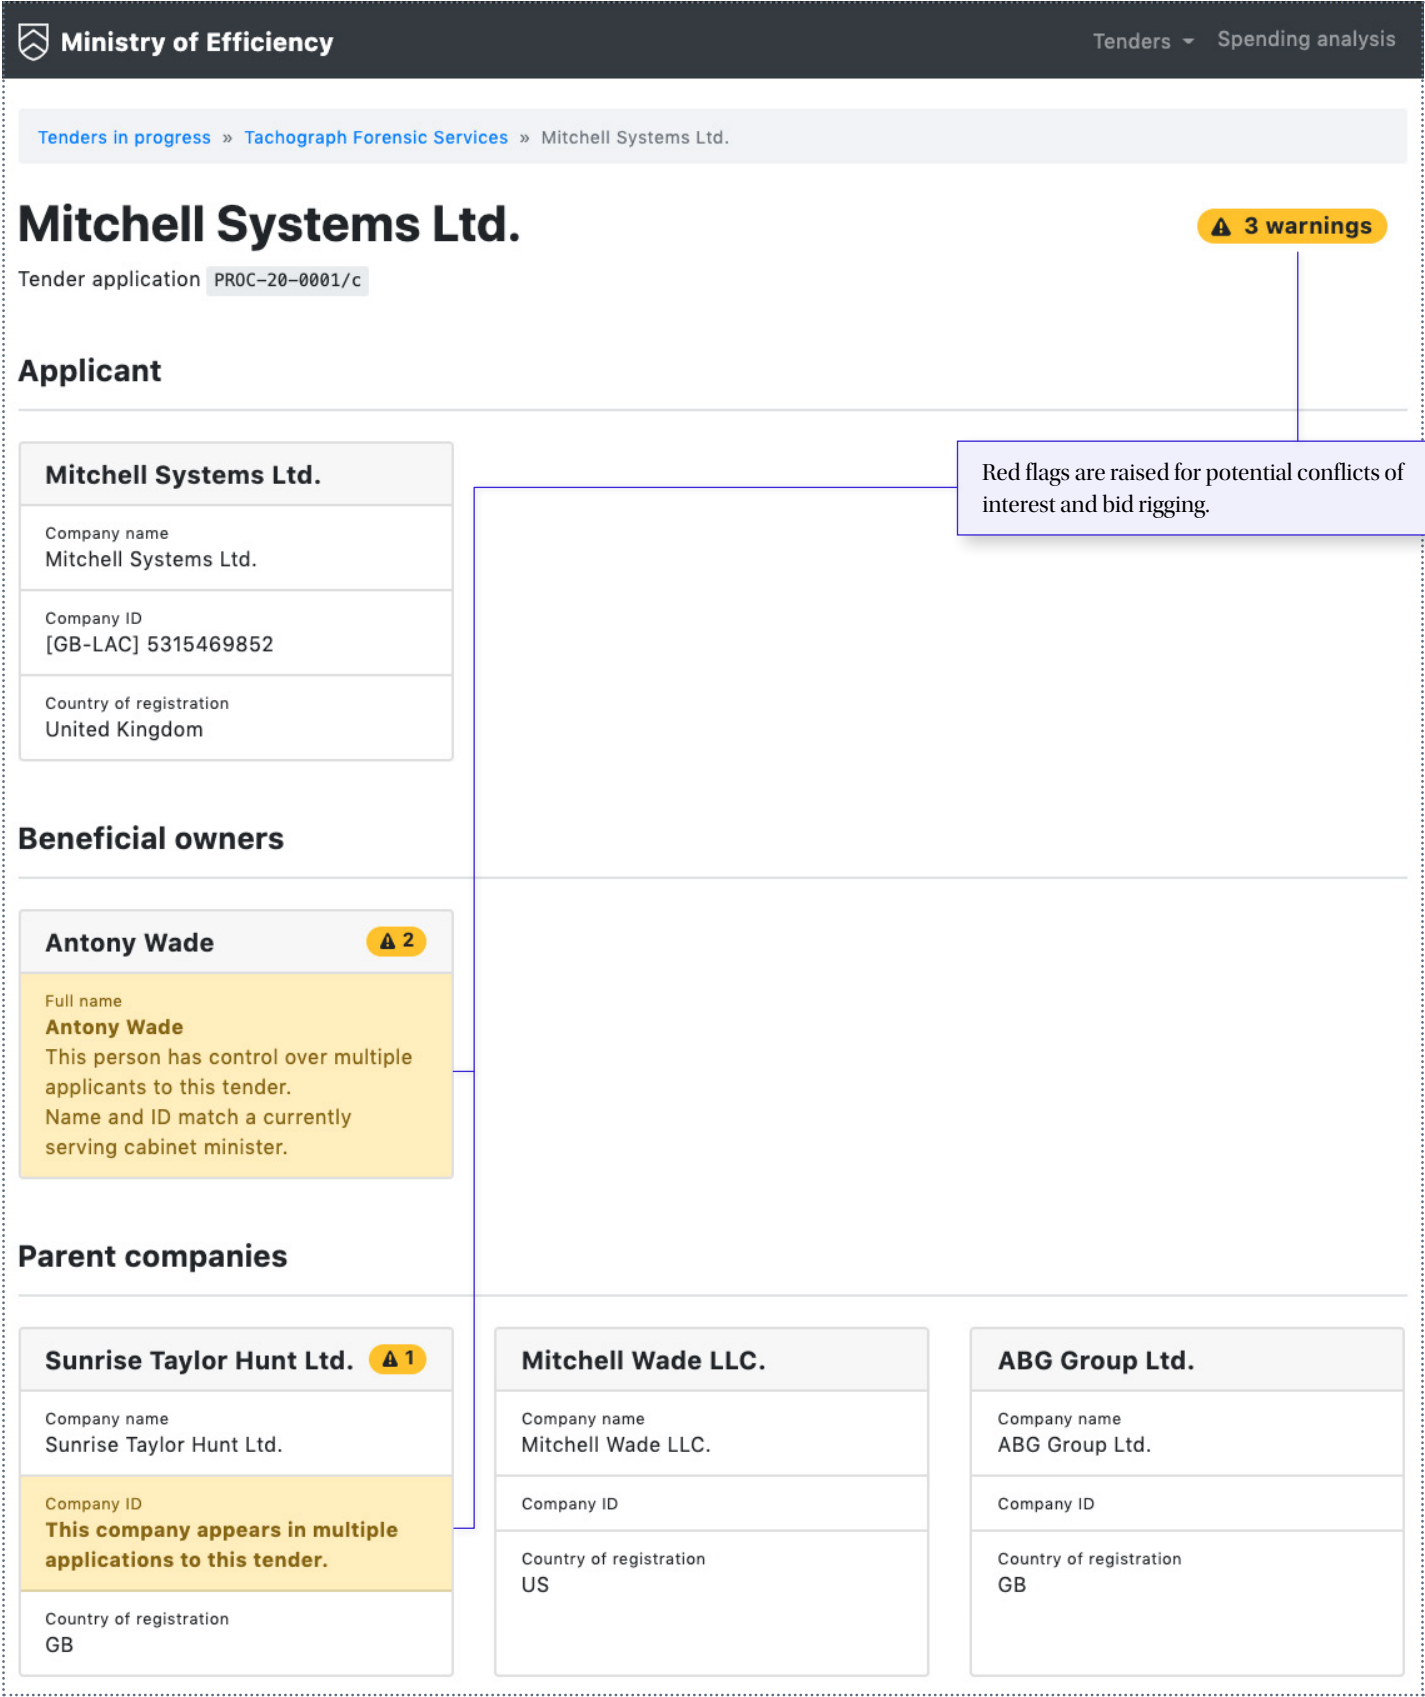 Ministry of Efficiency
Tenders Spending analysis
Tenders in progress » Tachograph Forensic Services » Mitchell Systems Ltd.
Mitchell Systems Ltd.
3 warnings
Tender application PROC-20-0001/c
Applicant
Mitchell Systems Ltd.
Company name
Mitchell Systems Ltd.
Company ID
[GB-LAC] 5315469852
Country of registration
United Kingdom
Red flags are raised for potential conflicts of
interest and bid rigging.
Beneficial owners
Antony Wade
2
Full name
Antony Wade
This person has control over multiple
applicants to this tender.
Name and ID match a currently
serving cabinet minister.
Parent companies
Sunrise Taylor Hunt Ltd.
1
Company name
Sunrise Taylor Hunt Ltd.
Company ID
This company appears in multiple
applications to this tender.
Country of registration
GB
Mitchell Wade LLC.
Company name
Mitchell Wade LLC.
Company ID
Country of registration
US
ABG Group Ltd.
Company name
ABG Group Ltd.
Company ID
Country of registration
GB